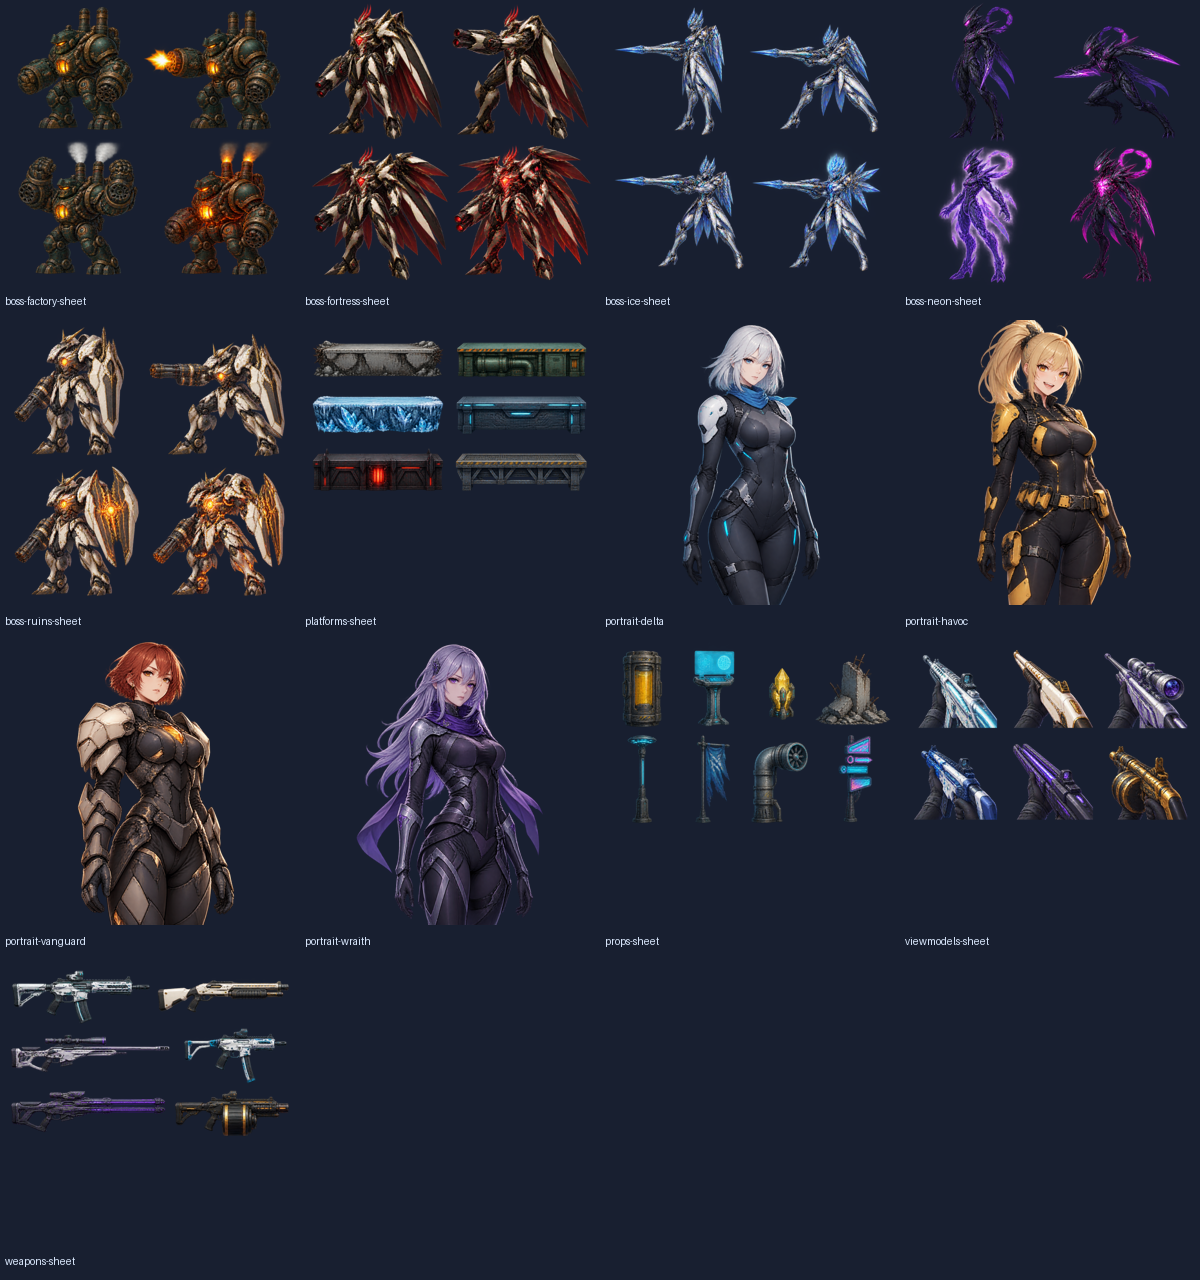 boss-factory-sheet
boss-fortress-sheet
boss-ice-sheet
boss-neon-sheet
boss-ruins-sheet
platforms-sheet
portrait-delta
portrait-havoc
portrait-vanguard
portrait-wraith
props-sheet
viewmodels-sheet
weapons-sheet